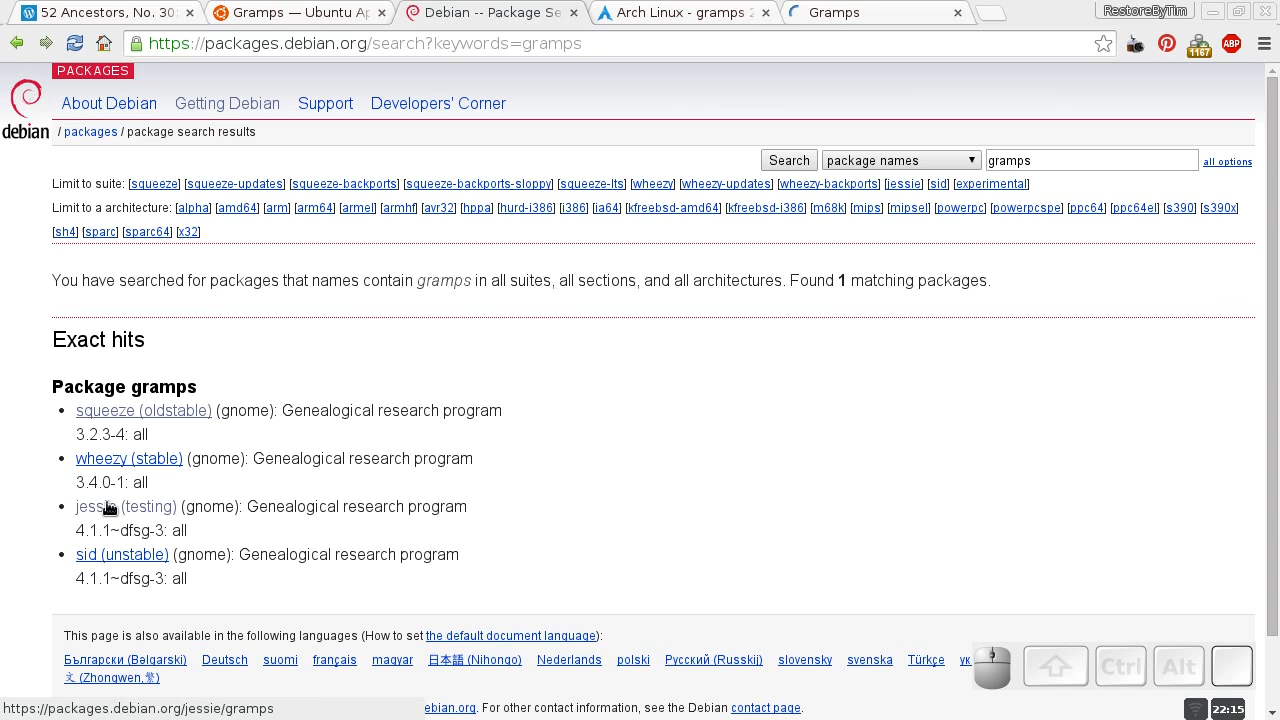 52 Ancestors, No. 30:
Gramps — Ubuntu Ap
Debian -- Package Se
Arch Linux - gramps 2
Gramps
RestoreByTim
https://packages.debian.org/search?keywords=gramps
ABP
1167
PACKAGES
debian
About Debian Getting Debian Support Developers' Corner
/ packages / package search results
Search package names gramps all options
Limit to suite: [squeeze] [squeeze-updates] [squeeze-backports] [squeeze-backports-sloppy] [squeeze-lts] [wheezy] [wheezy-updates] [wheezy-backports] [jessie] [sid] [experimental]
Limit to a architecture: [alpha] [amd64] [arm] [arm64] [armel] [armhf] [avr32] [hppa] [hurd-i386] [i386] [ia64] [kfreebsd-amd64] [kfreebsd-i386] [m68k] [mips] [mipsel] [powerpc] [powerpcspe] [ppc64] [ppc64el] [s390] [s390x]
[sh4] [sparc] [sparc64] [x32]
You have searched for packages that names contain gramps in all suites, all sections, and all architectures. Found 1 matching packages.
Exact hits
Package gramps
• squeeze (oldstable) (gnome): Genealogical research program
3.2.3-4: all
• wheezy (stable) (gnome): Genealogical research program
3.4.0-1: all
• jessie (testing) (gnome): Genealogical research program
4.1.1~dfsg-3: all
• sid (unstable) (gnome): Genealogical research program
4.1.1~dfsg-3: all
This page is also available in the following languages (How to set the default document language):
Български (Bəlgarski) Deutsch suomi français magyar 日本語 (Nihongo) Nederlands polski Русский (Russkij) slovensky svenska Türkçe ук
文 (Zhongwen,繁)
Ctrl Alt
https://packages.debian.org/jessie/gramps
ebian.org. For other contact information, see the Debian contact page.
22:15